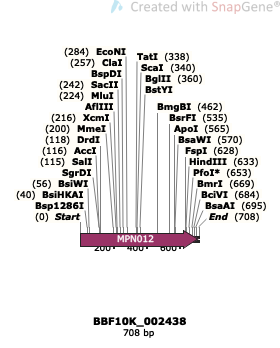 Created with SnapGene®
(284) EcoNI
(257) ClaI
BspDI
(242) SacII
(224) MluI
AflIII
(216) XcmI
(200) MmeI
(118) DrdI
(116) AccI
(115) SalI
SgrDI
(56) BsiWI
(40) BsiHKAI
Bsp1286I
(0) Start
TatI (338)
ScaI (340)
BglII (360)
BstYI
BmgBI (462)
BsrFI (535)
ApoI (565)
BsaWI (570)
FspI (628)
HindIII (633)
PfoI* (653)
BmrI (669)
BciVI (684)
BsaAI (695)
End (708)
MPN012
200 400 600
BBF10K_002438
708 bp